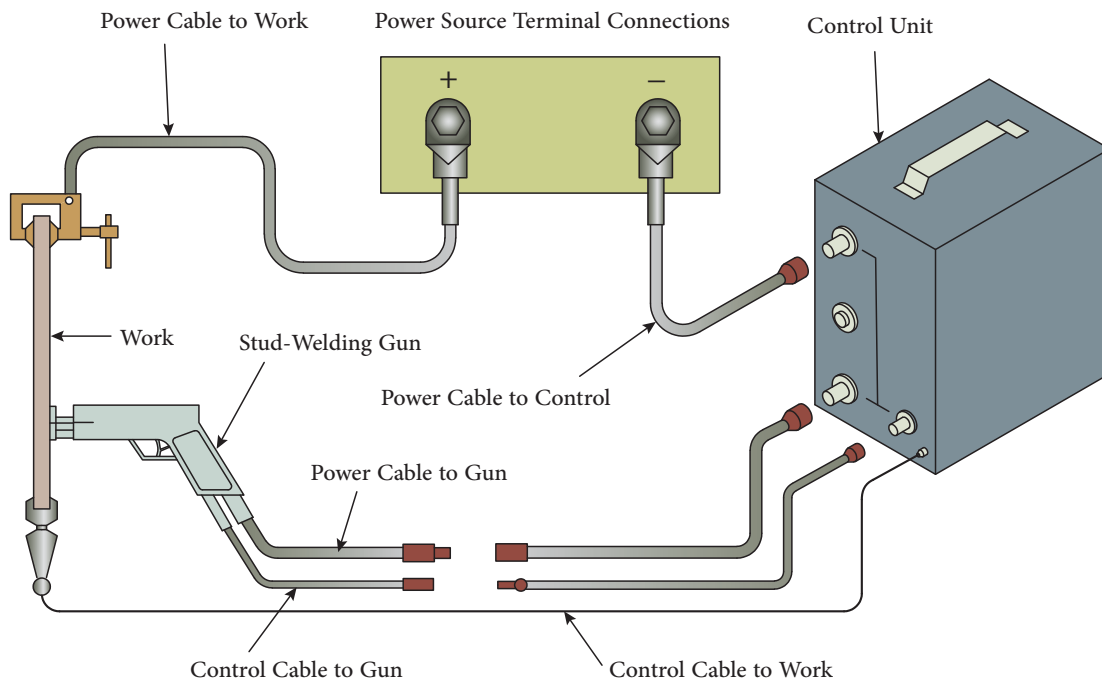 Power Cable to Work
Power Source Terminal Connections
Control Unit
+
−
Work
Stud-Welding Gun
Power Cable to Control
Power Cable to Gun
Control Cable to Gun
Control Cable to Work